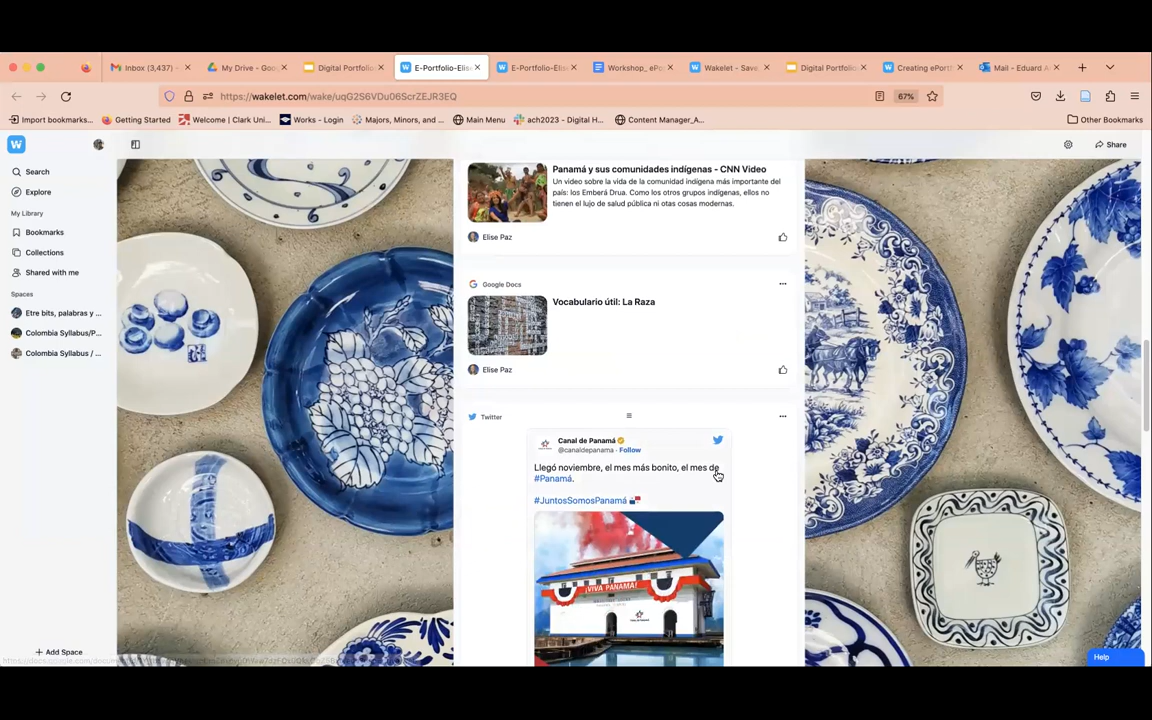 Inbox (3,437)
My Drive - Goo
Digital Portfolio
E-Portfolio-Elise
E-Portfolio-Elise
Workshop_ ePo
Wakelet - Save,
Digital Portfolio
Creating ePortf
Mail - Eduard A
https://wakelet.com/wake/uqG2S6VDu06ScrZEJR3EQ
67%
Import bookmarks...
Getting Started
Welcome | Clark Uni...
Works - Login
Majors, Minors, and ...
Main Menu
ach2023 - Digital H...
Content Manager_A...
Other Bookmarks
W
Share
Search
Explore
My Library
Bookmarks
Collections
Shared with me
Spaces
Etre bits, palabras y ...
Colombia Syllabus/P...
Colombia Syllabus / ...
Add Space
Panamá y sus comunidades indígenas - CNN Video
Un video sobre la vida de la comunidad indígena más importante del
país: los Emberá Drua. Como los otros grupos indígenas, ellos no
tienen el lujo de salud pública ni otras cosas modernas.
Elise Paz
Google Docs
Vocabulario útil: La Raza
Elise Paz
Twitter
Canal de Panamá
@canaldepanama · Follow
Llegó noviembre, el mes más bonito, el mes de
#Panamá.
#JuntosSomosPanamá
¡VIVA PANAMÁ!
Help